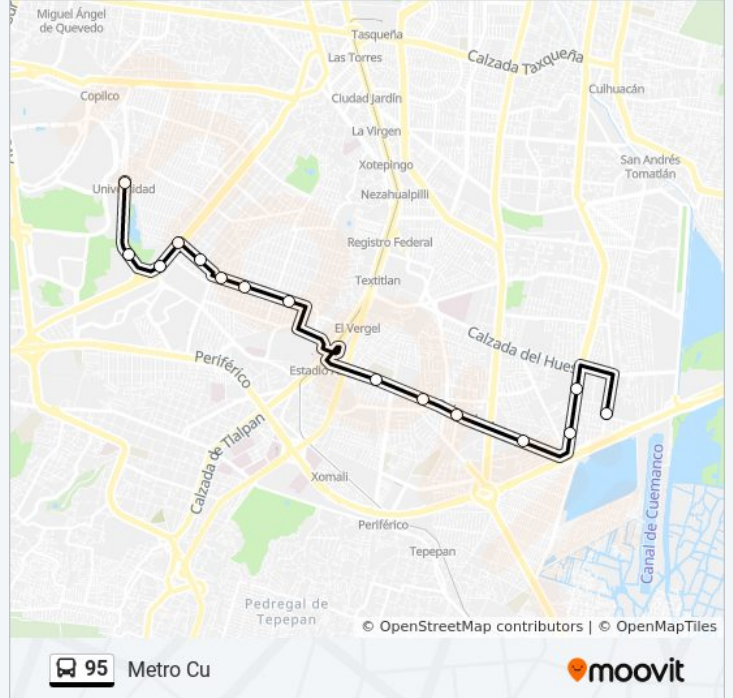 Miguel Ángel
de Quevedo
Tasqueña
Las Torres
Calzada Taxqueña
Copilco
Ciudad Jardín
Culhuacán
La Virgen
Xotepingo
San Andrés
Tomatlán
Universidad
Nezahualpilli
Registro Federal
Textitlan
El Vergel
Calzada del Hues
Periférico
Estadio
Calzada de Tlalpan
Xomali
Canal de Cuemanco
Periférico
Tepepan
Pedregal de
Tepepan
© OpenStreetMap contributors | © OpenMapTiles
95 Metro Cu
moovit